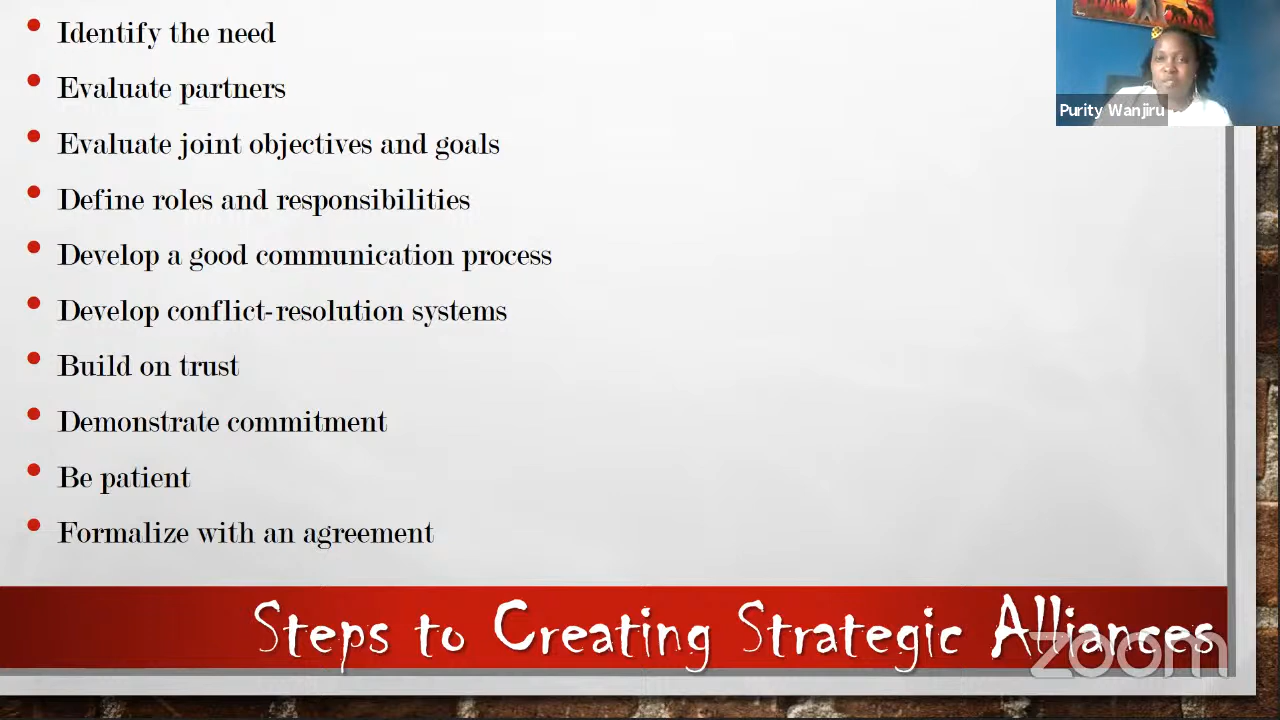 Identify the need
Evaluate partners
Evaluate joint objectives and goals
Define roles and responsibilities
Develop a good communication process
Develop conflict-resolution systems
Build on trust
Demonstrate commitment
Be patient
Formalize with an agreement
Steps to Creating Strategic Alliances
Purity Wanjiru
zoom